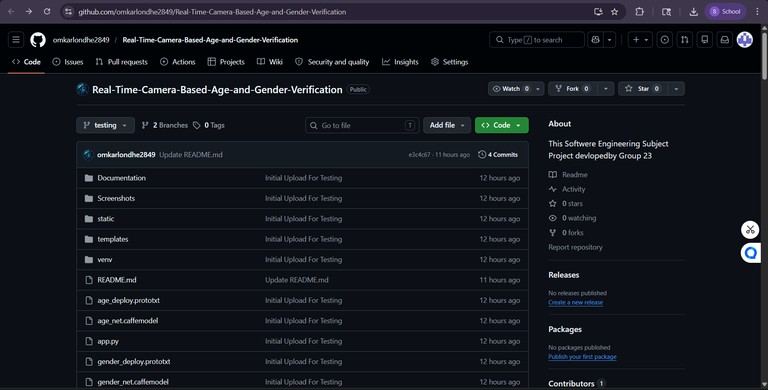 github.com/omkarlondhe2849/Real-Time-Camera-Based-Age-and-Gender-Verification
S School
omkarlondhe2849 / Real-Time-Camera-Based-Age-and-Gender-Verification
Type / to search
Code Issues Pull requests Actions Projects Wiki Security and quality Insights Settings
Real-Time-Camera-Based-Age-and-Gender-Verification Public
Watch 0 Fork 0 Star 0
testing 2 Branches 0 Tags Go to file T Add file Code
omkarlondhe2849 Update README.md e3c4c67 · 11 hours ago 4 Commits
Documentation Initial Upload For Testing 12 hours ago
Screenshots Initial Upload For Testing 12 hours ago
static Initial Upload For Testing 12 hours ago
templates Initial Upload For Testing 12 hours ago
venv Initial Upload For Testing 12 hours ago
README.md Update README.md 11 hours ago
age_deploy.prototxt Initial Upload For Testing 12 hours ago
age_net.caffemodel Initial Upload For Testing 12 hours ago
app.py Initial Upload For Testing 12 hours ago
gender_deploy.prototxt Initial Upload For Testing 12 hours ago
gender_net.caffemodel Initial Upload For Testing 12 hours ago
About
This Softwere Engineering Subject
Project devlopedby Group 23
Readme
Activity
0 stars
0 watching
0 forks
Report repository
Releases
No releases published
Create a new release
Packages
No packages published
Publish your first package
Contributors 1